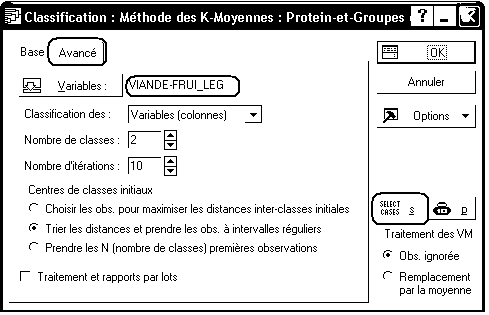 Classification : Méthode des K-Moyennes : Protein-et-Groupes
?
Base
Avancé
OK
Variables :
VIANDE-FRUI_LEG
Annuler
Classification des :
Variables (colonnes)
Options
Nombre de classes :
2
Nombre d'itérations :
10
Centres de classes initiaux
Choisir les obs. pour maximiser les distances inter-classes initiales
Trier les distances et prendre les obs. à intervalles réguliers
Prendre les N (nombre de classes) premières observations
Traitement et rapports par lots
SELECT
CASES
S
P
Traitement des VM
Obs. ignorée
Remplacement
par la moyenne